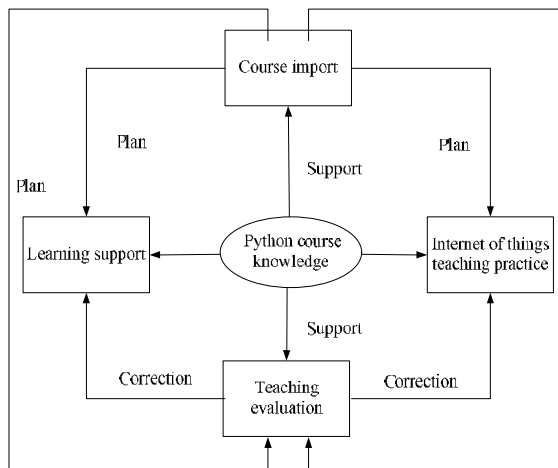 Course import
Plan
Plan
Support
Plan
Learning support
Python course
knowledge
Internet of things
teaching practice
Support
Correction
Teaching
evaluation
Correction